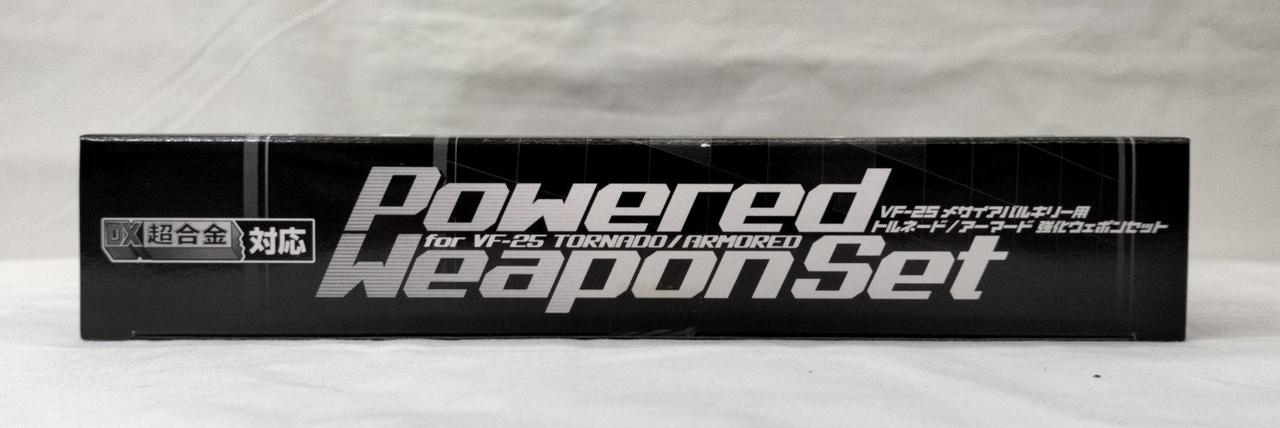 DX超合金 対応
Powered
for VF-25 TORNADO/ARMORED
WeaponSet
VF-25 メサイアバルキリー用
トルネード/アーマード 強化ウェポンセット